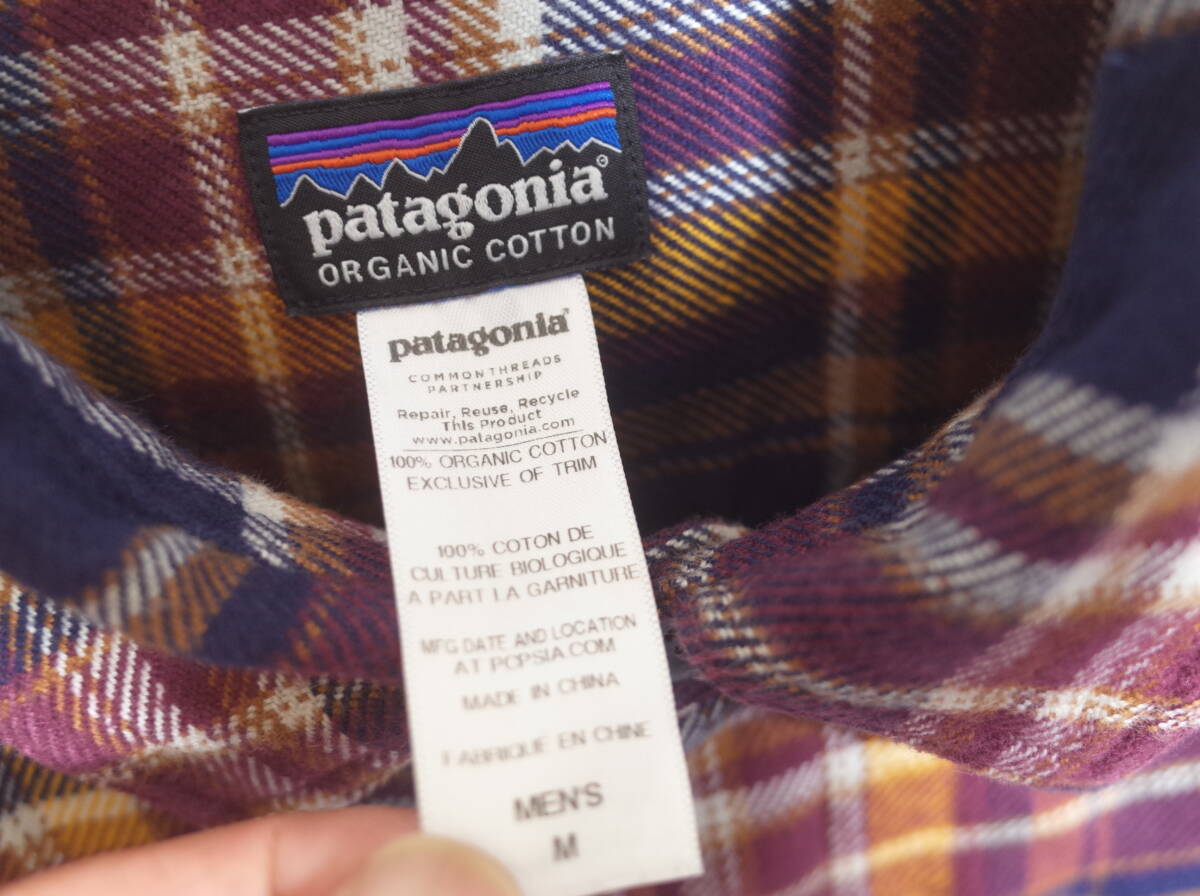 patagonia®
ORGANIC COTTON
patagonia®
COMMON THREADS
PARTNERSHIP
Repair, Reuse, Recycle
This Product
www.patagonia.com
100% ORGANIC COTTON
EXCLUSIVE OF TRIM
100% COTON DE
CULTURE BIOLOGIQUE
A PART LA GARNITURE
MFG DATE AND LOCATION
AT PCPSIA.COM
MADE IN CHINA
FABRIQUE EN CHINE
MEN'S
M